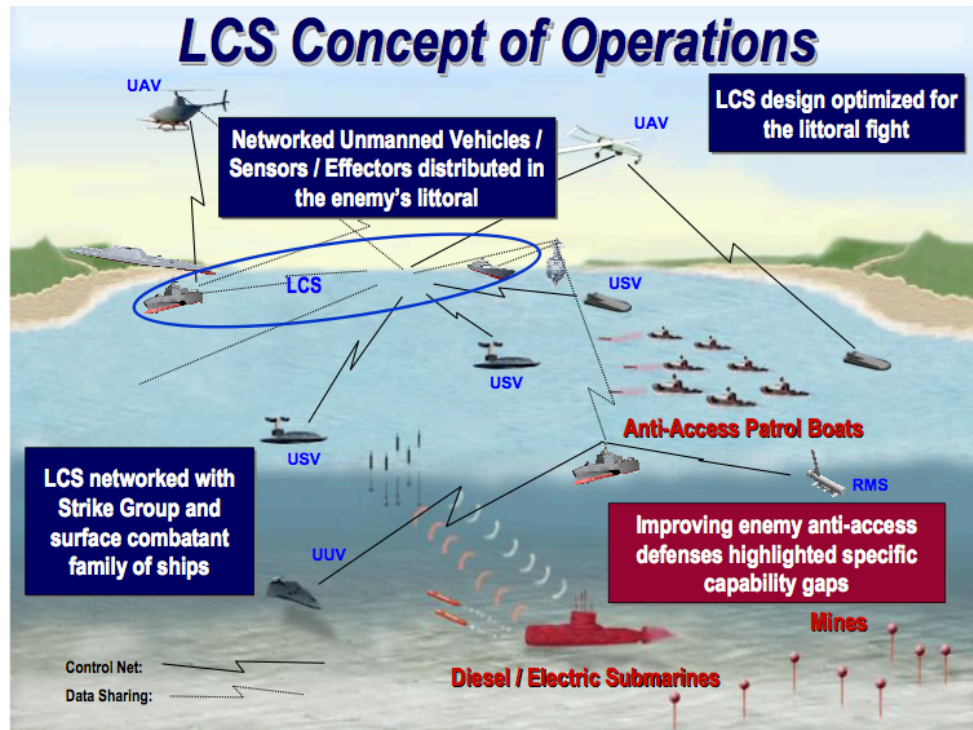 LCS Concept of Operations
UAV
LCS design optimized for
the littoral fight
Networked Unmanned Vehicles /
Sensors / Effectors distributed in
the enemy's littoral
UAV
LCS
USV
USV
Anti-Access Patrol Boats
USV
LCS networked with
Strike Group and
surface combatant
family of ships
RMS
Improving enemy anti-access
defenses highlighted specific
capability gaps
UUV
Mines
Diesel / Electric Submarines
Control Net:
Data Sharing: